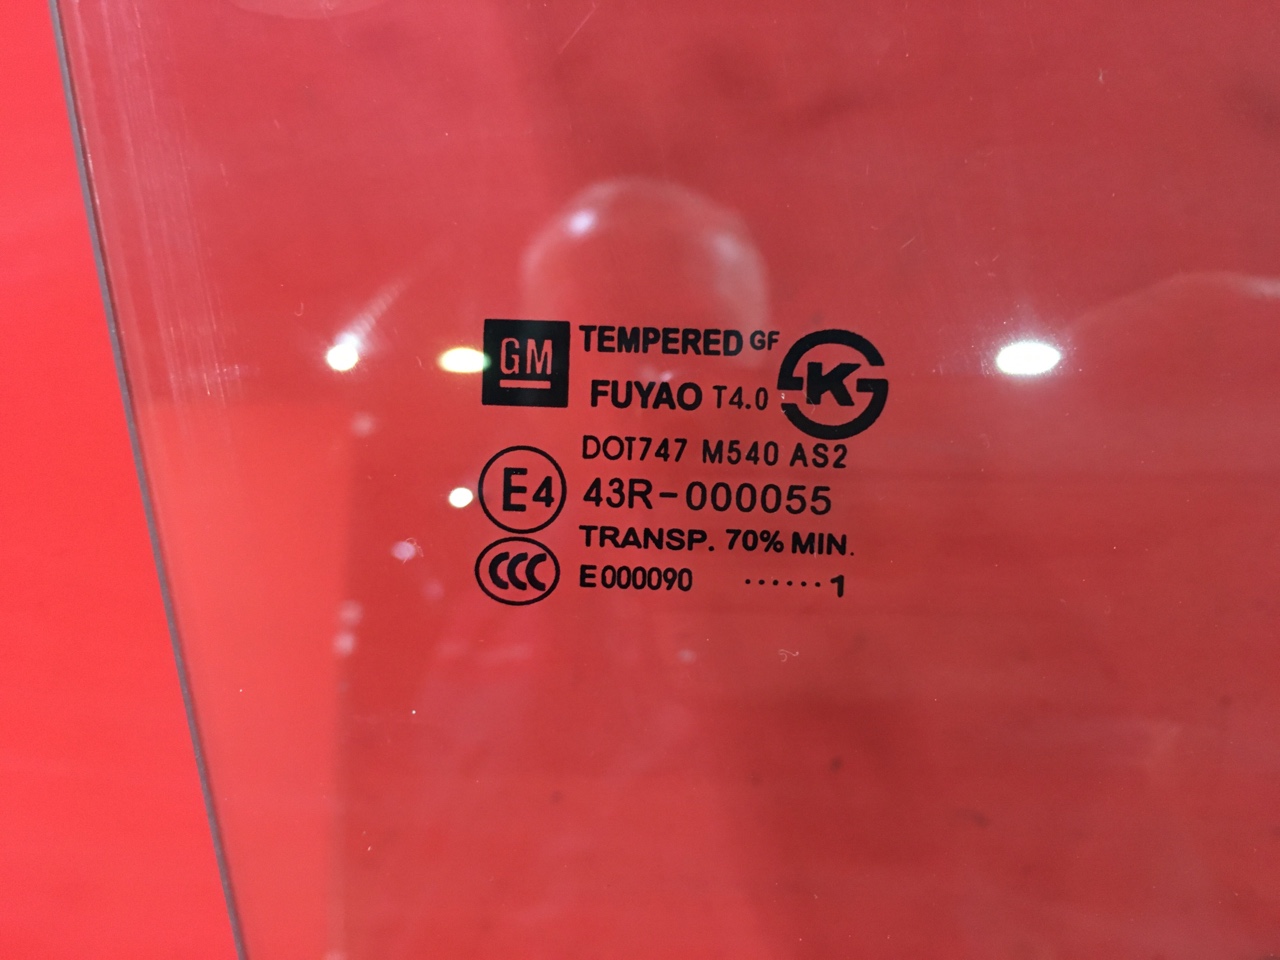 GM TEMPERED GF
FUYAO T4.0 K
DOT747 M540 AS2
E4 43R-000055
TRANSP. 70% MIN.
CCC E000090 ......1